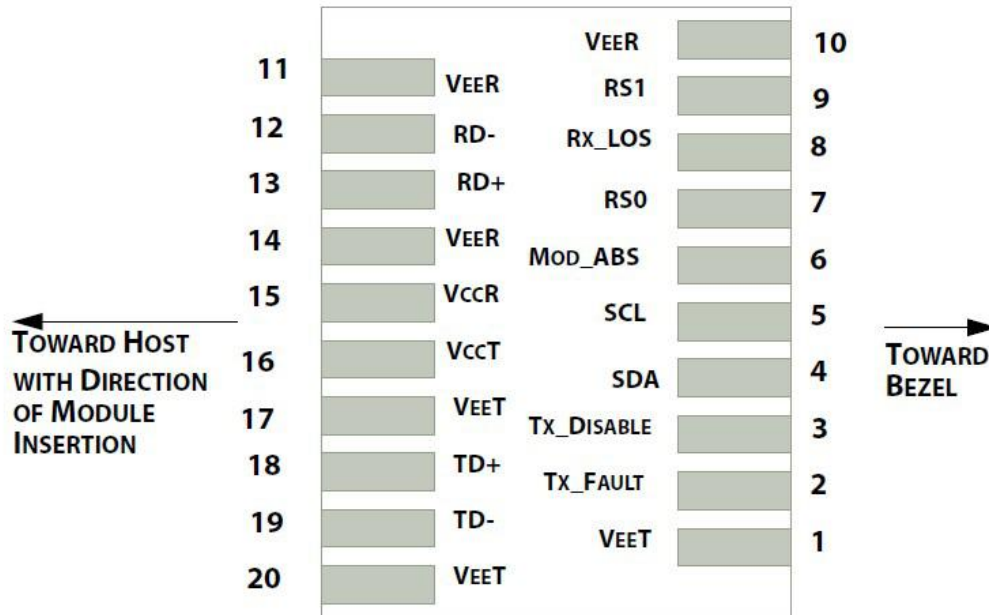 VEER 10
11 VEER
RS1 9
12 RD-
RX_LOS 8
13 RD+
RS0 7
14 VEER
MOD_ABS 6
15 VCCR
SCL 5
TOWARD HOST
WITH DIRECTION
OF MODULE
INSERTION
TOWARD
BEZEL
16 VCCT
SDA 4
17 VEET
TX_DISABLE 3
18 TD+
TX_FAULT 2
19 TD-
VEET 1
20 VEET